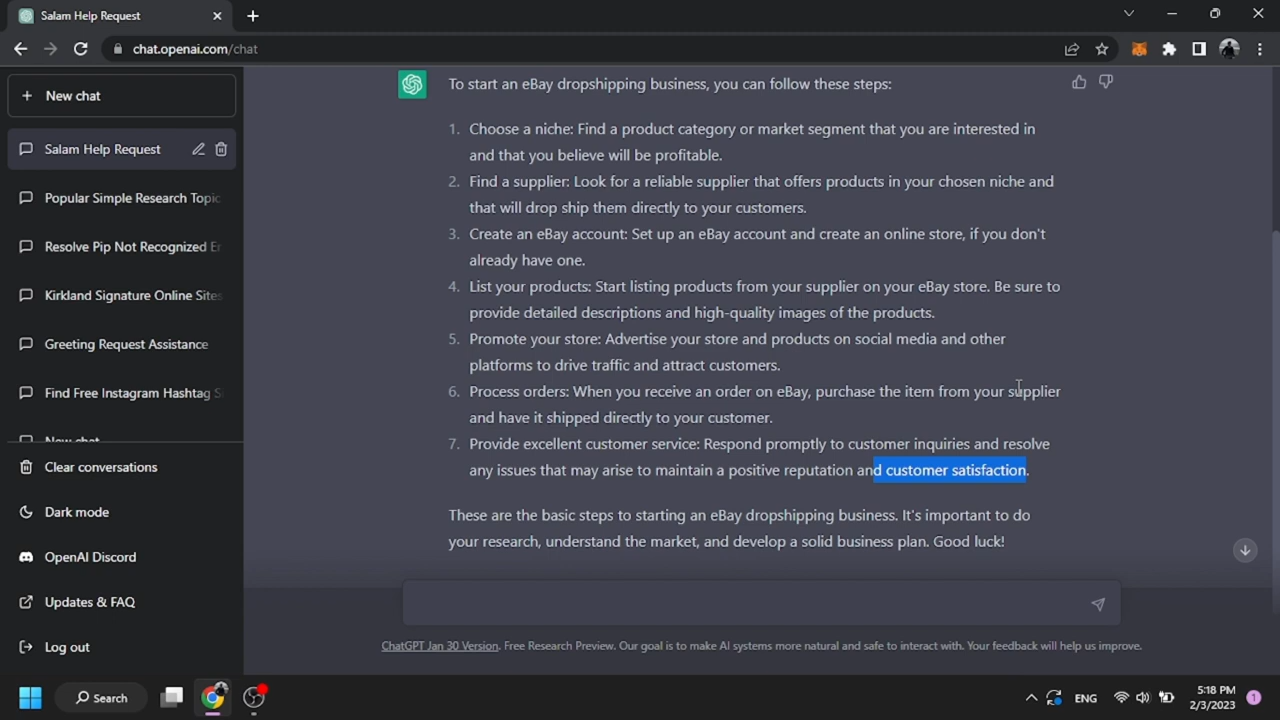 Salam Help Request
chat.openai.com/chat
New chat
Salam Help Request
Popular Simple Research Topic
Resolve Pip Not Recognized Er
Kirkland Signature Online Sites
Greeting Request Assistance
Find Free Instagram Hashtag S
New chat
Clear conversations
Dark mode
OpenAI Discord
Updates & FAQ
Log out
To start an eBay dropshipping business, you can follow these steps:
1. Choose a niche: Find a product category or market segment that you are interested in
and that you believe will be profitable.
2. Find a supplier: Look for a reliable supplier that offers products in your chosen niche and
that will drop ship them directly to your customers.
3. Create an eBay account: Set up an eBay account and create an online store, if you don't
already have one.
4. List your products: Start listing products from your supplier on your eBay store. Be sure to
provide detailed descriptions and high-quality images of the products.
5. Promote your store: Advertise your store and products on social media and other
platforms to drive traffic and attract customers.
6. Process orders: When you receive an order on eBay, purchase the item from your supplier
and have it shipped directly to your customer.
7. Provide excellent customer service: Respond promptly to customer inquiries and resolve
any issues that may arise to maintain a positive reputation and customer satisfaction.
These are the basic steps to starting an eBay dropshipping business. It's important to do
your research, understand the market, and develop a solid business plan. Good luck!
ChatGPT Jan 30 Version. Free Research Preview. Our goal is to make AI systems more natural and safe to interact with. Your feedback will help us improve.
Search
ENG
5:18 PM
2/3/2023
1